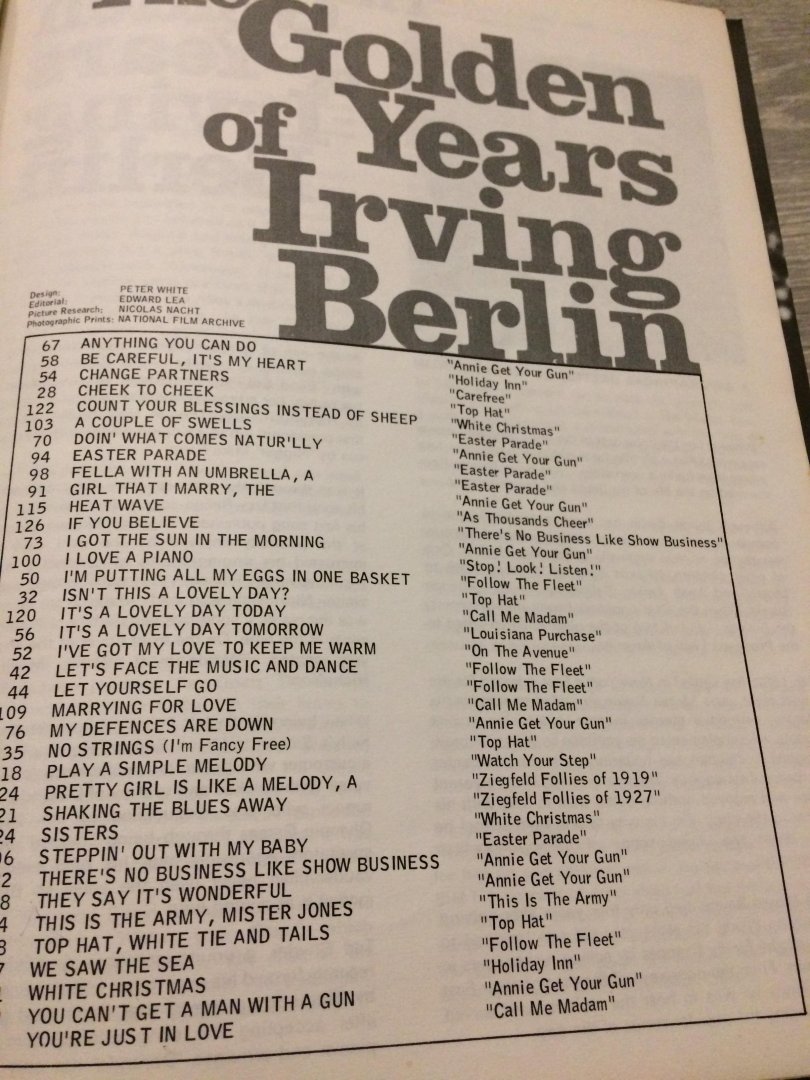 Golden
of Years
Irving
Berlin
Design: PETER WHITE
Editorial: EDWARD LEA
Picture Research: NICOLAS NACHT
Photographic Prints: NATIONAL FILM ARCHIVE
67 ANYTHING YOU CAN DO "Annie Get Your Gun"
58 BE CAREFUL, IT'S MY HEART "Holiday Inn"
54 CHANGE PARTNERS "Carefree"
28 CHEEK TO CHEEK "Top Hat"
122 COUNT YOUR BLESSINGS INSTEAD OF SHEEP "White Christmas"
103 A COUPLE OF SWELLS "Easter Parade"
70 DOIN' WHAT COMES NATUR'LLY "Annie Get Your Gun"
94 EASTER PARADE "Easter Parade"
98 FELLA WITH AN UMBRELLA, A "Easter Parade"
91 GIRL THAT I MARRY, THE "Annie Get Your Gun"
115 HEAT WAVE "As Thousands Cheer"
126 IF YOU BELIEVE "There's No Business Like Show Business"
73 I GOT THE SUN IN THE MORNING "Annie Get Your Gun"
100 I LOVE A PIANO "Stop! Look! Listen!"
50 I'M PUTTING ALL MY EGGS IN ONE BASKET "Follow The Fleet"
32 ISN'T THIS A LOVELY DAY? "Top Hat"
120 IT'S A LOVELY DAY TODAY "Call Me Madam"
56 IT'S A LOVELY DAY TOMORROW "Louisiana Purchase"
52 I'VE GOT MY LOVE TO KEEP ME WARM "On The Avenue"
42 LET'S FACE THE MUSIC AND DANCE "Follow The Fleet"
44 LET YOURSELF GO "Follow The Fleet"
109 MARRYING FOR LOVE "Call Me Madam"
76 MY DEFENCES ARE DOWN "Annie Get Your Gun"
35 NO STRINGS (I'm Fancy Free) "Top Hat"
18 PLAY A SIMPLE MELODY "Watch Your Step"
24 PRETTY GIRL IS LIKE A MELODY, A "Ziegfeld Follies of 1919"
21 SHAKING THE BLUES AWAY "Ziegfeld Follies of 1927"
24 SISTERS "White Christmas"
06 STEPPIN' OUT WITH MY BABY "Easter Parade"
2 THERE'S NO BUSINESS LIKE SHOW BUSINESS "Annie Get Your Gun"
8 THEY SAY IT'S WONDERFUL "Annie Get Your Gun"
4 THIS IS THE ARMY, MISTER JONES "This Is The Army"
8 TOP HAT, WHITE TIE AND TAILS "Top Hat"
7 WE SAW THE SEA "Follow The Fleet"
WHITE CHRISTMAS "Holiday Inn"
YOU CAN'T GET A MAN WITH A GUN "Annie Get Your Gun"
YOU'RE JUST IN LOVE "Call Me Madam"